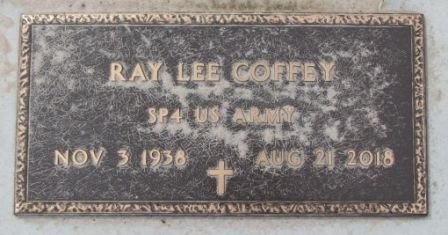 RAY LEE COFFEY
SP4 US ARMY
NOV 3 1938 AUG 21 2018